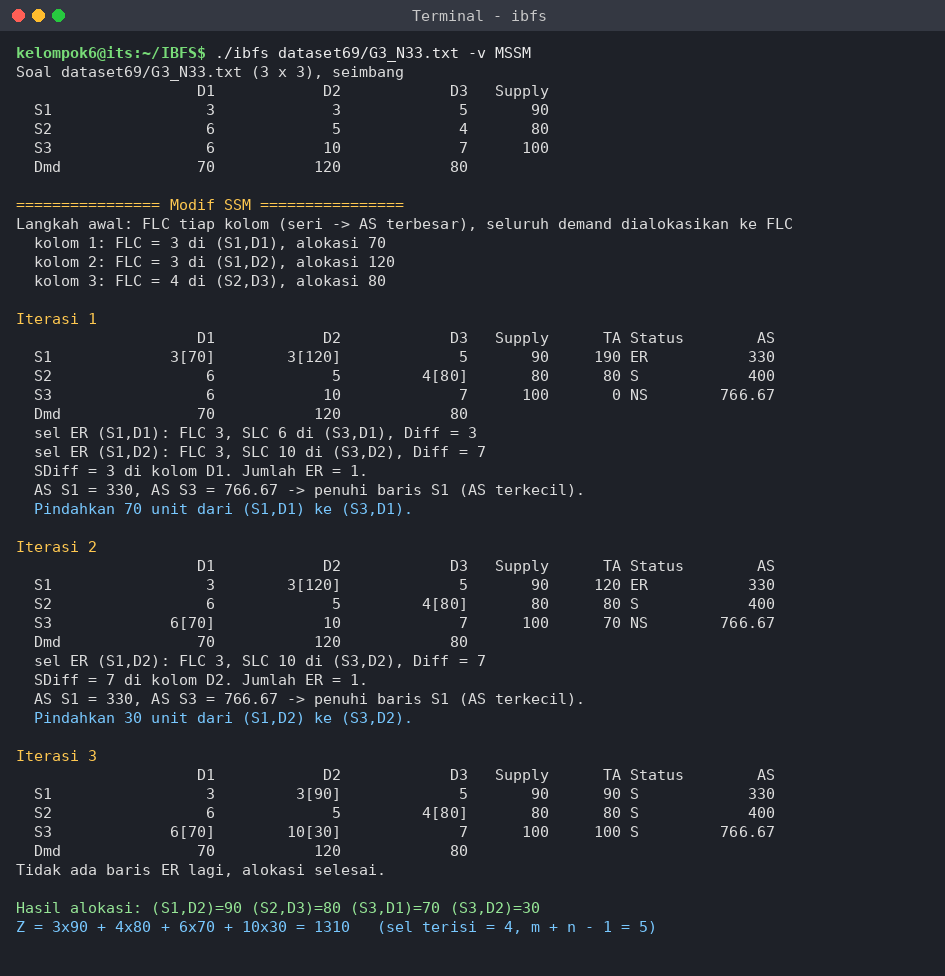 Terminal - ibfs
kelompok6@its:~/IBFS$ ./ibfs dataset69/G3_N33.txt -v MSSM
Soal dataset69/G3_N33.txt (3 x 3), seimbang
D1 D2 D3 Supply
S1 3 3 5 90
S2 6 5 4 80
S3 6 10 7 100
Dmd 70 120 80
================ Modif SSM ================
Langkah awal: FLC tiap kolom (seri -> AS terbesar), seluruh demand dialokasikan ke FLC
kolom 1: FLC = 3 di (S1,D1), alokasi 70
kolom 2: FLC = 3 di (S1,D2), alokasi 120
kolom 3: FLC = 4 di (S2,D3), alokasi 80
Iterasi 1
D1 D2 D3 Supply TA Status AS
S1 3[70] 3[120] 5 90 190 ER 330
S2 6 5 4[80] 80 80 S 400
S3 6 10 7 100 0 NS 766.67
Dmd 70 120 80
sel ER (S1,D1): FLC 3, SLC 6 di (S3,D1), Diff = 3
sel ER (S1,D2): FLC 3, SLC 10 di (S3,D2), Diff = 7
SDiff = 3 di kolom D1. Jumlah ER = 1.
AS S1 = 330, AS S3 = 766.67 -> penuhi baris S1 (AS terkecil).
Pindahkan 70 unit dari (S1,D1) ke (S3,D1).
Iterasi 2
D1 D2 D3 Supply TA Status AS
S1 3 3[120] 5 90 120 ER 330
S2 6 5 4[80] 80 80 S 400
S3 6[70] 10 7 100 70 NS 766.67
Dmd 70 120 80
sel ER (S1,D2): FLC 3, SLC 10 di (S3,D2), Diff = 7
SDiff = 7 di kolom D2. Jumlah ER = 1.
AS S1 = 330, AS S3 = 766.67 -> penuhi baris S1 (AS terkecil).
Pindahkan 30 unit dari (S1,D2) ke (S3,D2).
Iterasi 3
D1 D2 D3 Supply TA Status AS
S1 3 3[90] 5 90 90 S 330
S2 6 5 4[80] 80 80 S 400
S3 6[70] 10[30] 7 100 100 S 766.67
Dmd 70 120 80
Tidak ada baris ER lagi, alokasi selesai.
Hasil alokasi: (S1,D2)=90 (S2,D3)=80 (S3,D1)=70 (S3,D2)=30
Z = 3x90 + 4x80 + 6x70 + 10x30 = 1310 (sel terisi = 4, m + n - 1 = 5)